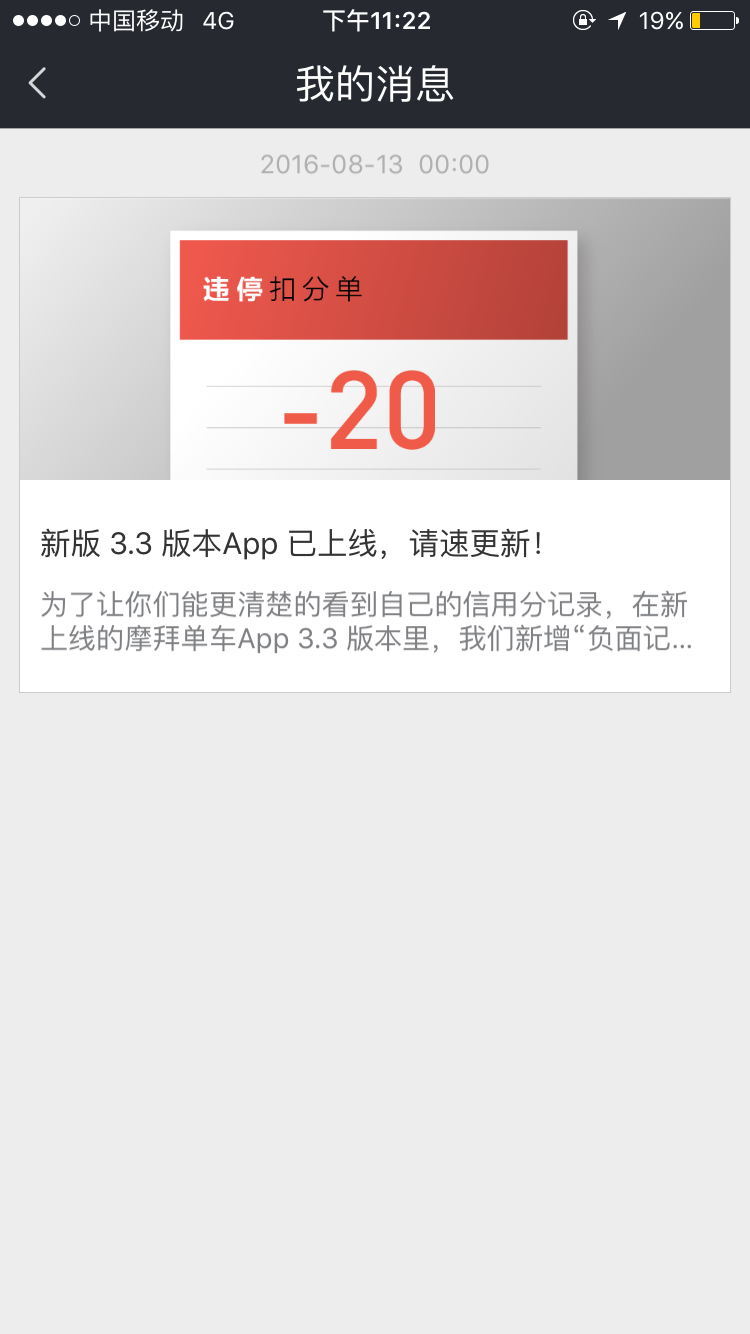 中国移动 4G 下午11:22 19%
我的消息
2016-08-13 00:00
违停扣分单
-20
新版 3.3 版本App 已上线，请速更新！
为了让你们能更清楚的看到自己的信用分记录，在新
上线的摩拜单车App 3.3 版本里，我们新增“负面记...